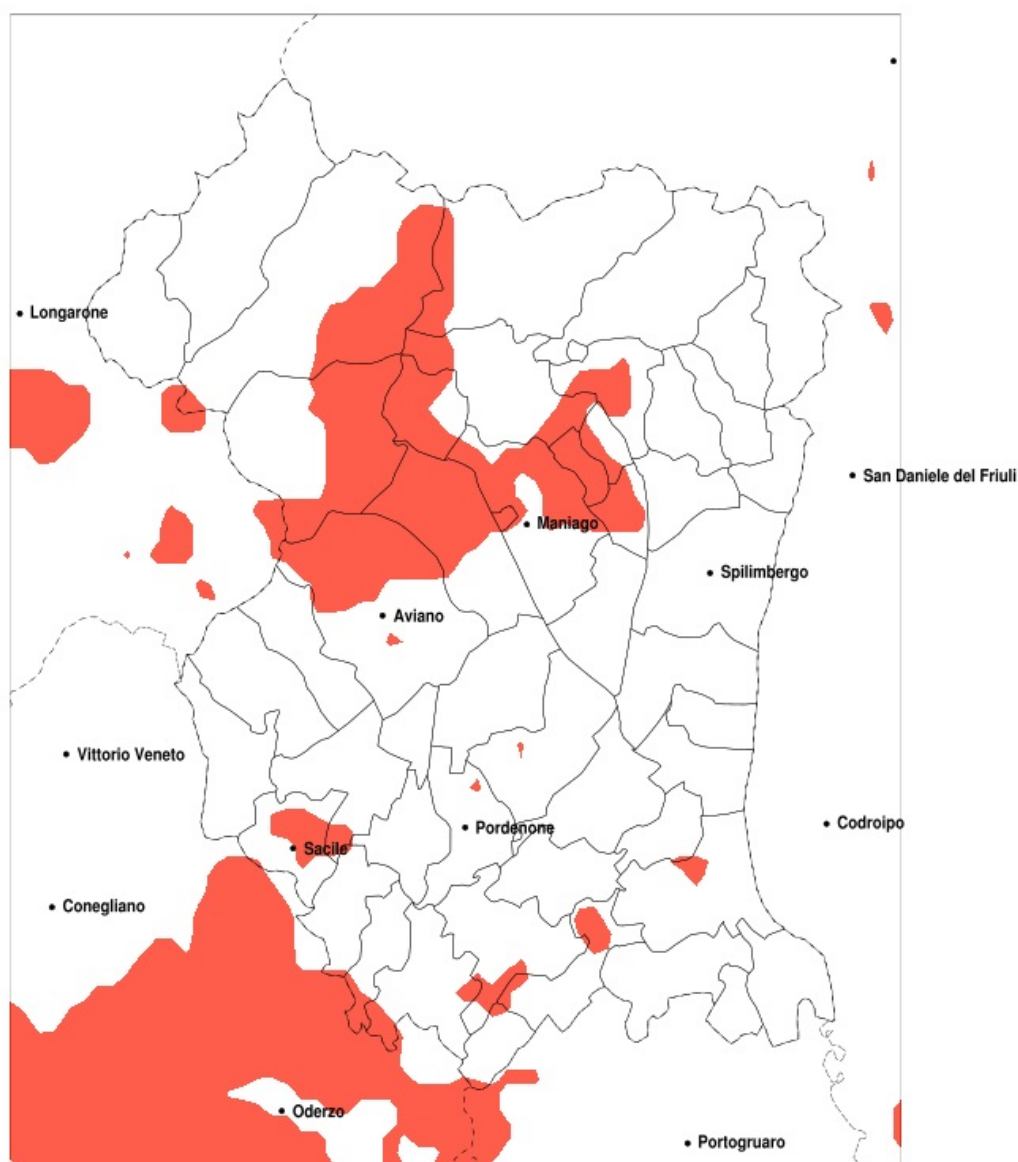 Longarone
San Daniele del Friuli
Maniago
Spilimbergo
Aviano
Vittorio Veneto
Codroipo
Pordenone
Sacile
Conegliano
Oderzo
Portogruaro